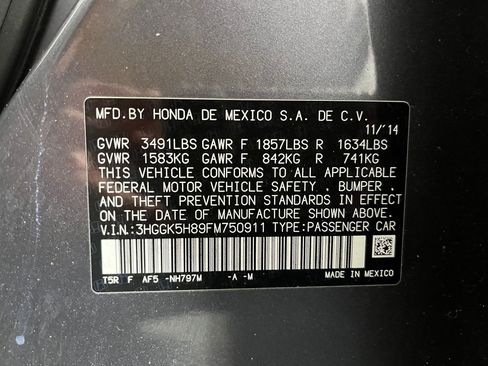 MFD.BY HONDA DE MEXICO S.A. DE C.V.
11/'14
GVWR 3491LBS GAWR F 1857LBS R 1634LBS
GVWR 1583KG GAWR F 842KG R 741KG
THIS VEHICLE CONFORMS TO ALL APPLICABLE
FEDERAL MOTOR VEHICLE SAFETY . BUMPER .
AND THEFT PREVENTION STANDARDS IN EFFECT
ON THE DATE OF MANUFACTURE SHOWN ABOVE.
V.I.N.:3HGGK5H89FM750911 TYPE:PASSENGER CAR
T5R F AF5 -NH797M -A -M MADE IN MEXICO